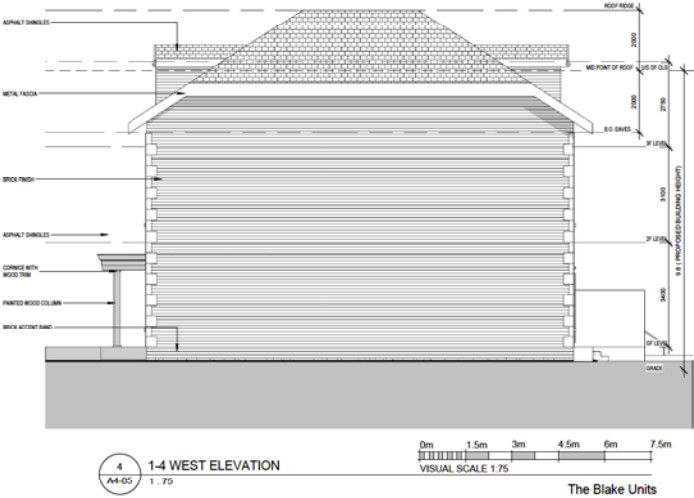 ROOF RIDGE
ASPHALT SHINGLES
2000
MID POINT OF ROOF
U/S OF CLG
METAL FASCIA
2000
2750
B.O. EAVES
3F LEVEL
BRICK FINISH
3100
9.8 ( PROPOSED BUILDING HEIGHT)
ASPHALT SHINGLES
2F LEVEL
CORNICE WITH
WOOD TRIM
PAINTED WOOD COLUMN
3400
BRICK ACCENT BAND
GF LEVEL
GRADE
0m 1.5m 3m 4.5m 6m 7.5m
VISUAL SCALE 1:75
4
A4-05
1-4 WEST ELEVATION
1 : 75
The Blake Units